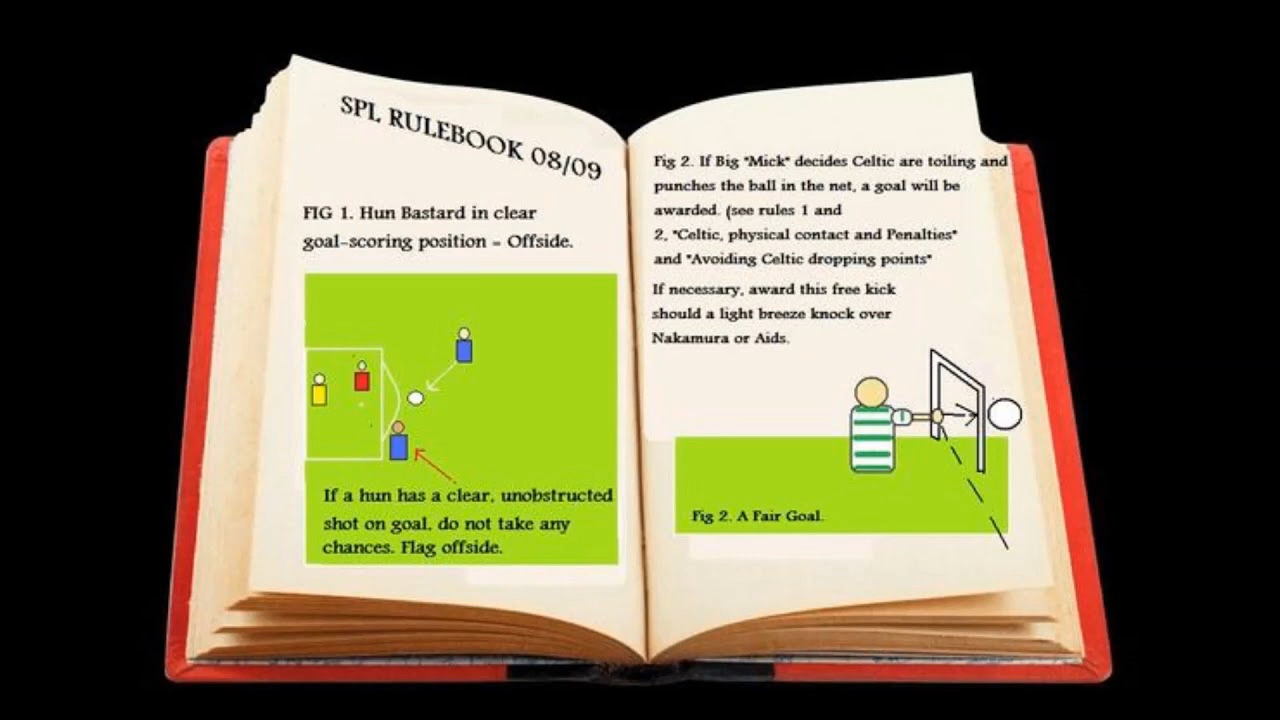 SPL RULEBOOK 08/09
FIG 1. Hun Bastard in clear
goal-scoring position = Offside.
If a hun has a clear, unobstructed
shot on goal, do not take any
chances. Flag offside.
Fig 2. If Big "Mick" decides Celtic are toiling and
punches the ball in the net, a goal will be
awarded. (see rules 1 and
2, "Celtic, physical contact and Penalties"
and "Avoiding Celtic dropping points"
If necessary, award this free kick
should a light breeze knock over
Nakamura or Aids.
Fig 2. A Fair Goal.